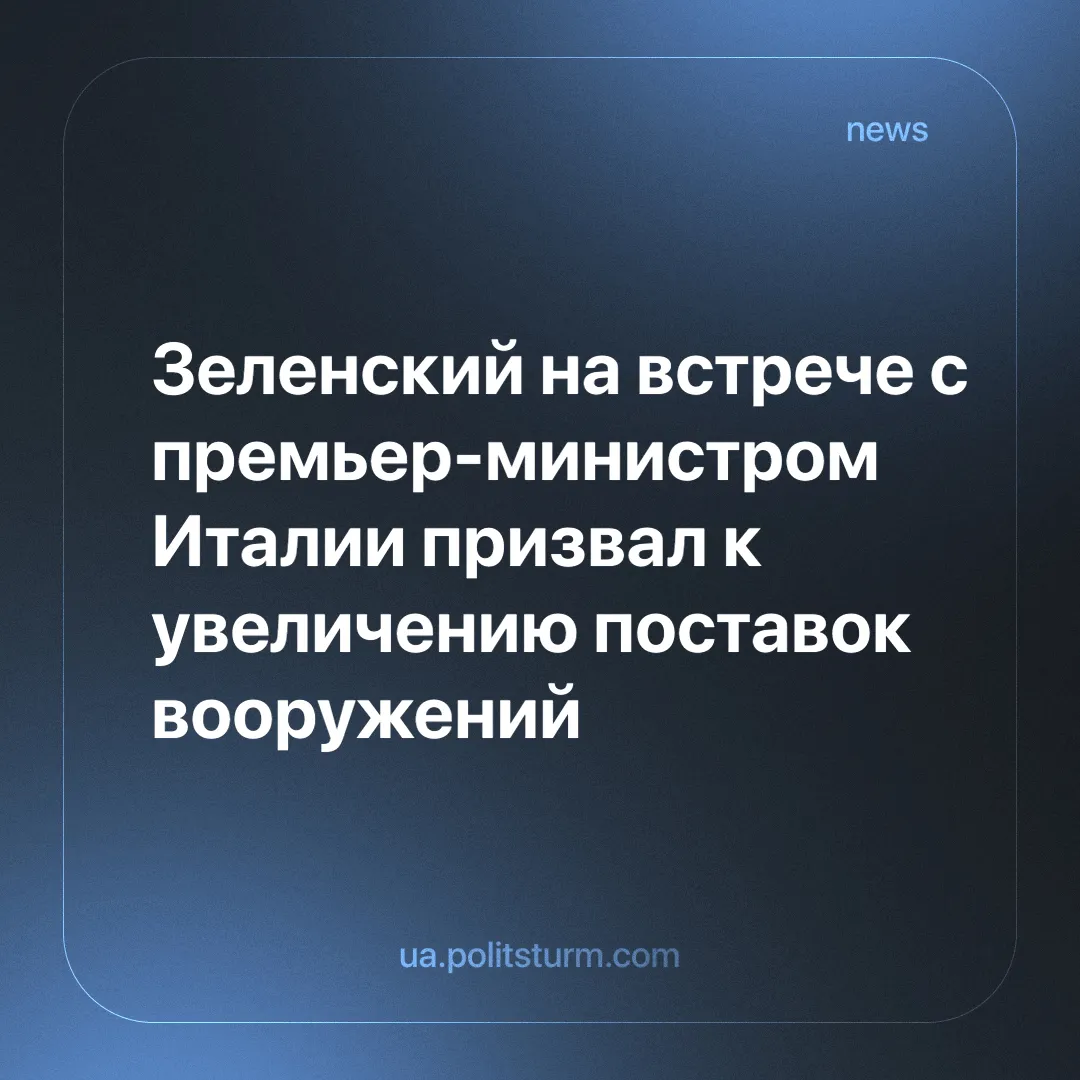 news
Зеленский на встрече с
премьер-министром
Италии призвал к
увеличению поставок
вооружений
ua.politsturm.com